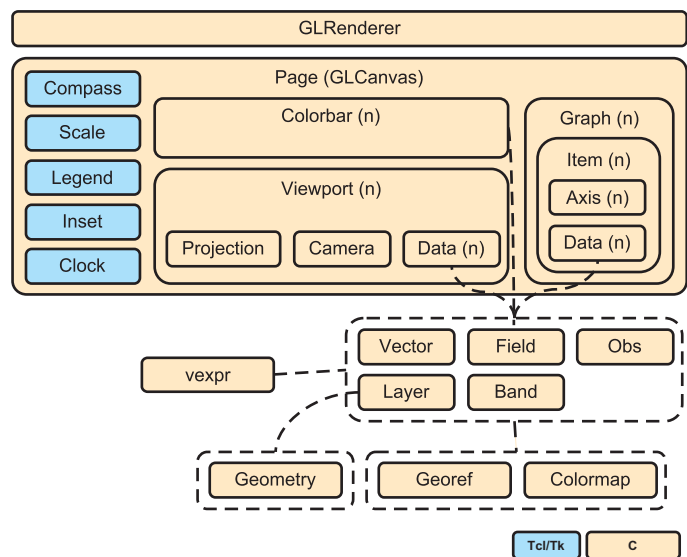 GLRenderer
Page (GLCanvas)
Compass
Scale
Legend
Inset
Clock
Colorbar (n)
Viewport (n)
Projection
Camera
Data (n)
Graph (n)
Item (n)
Axis (n)
Data (n)
Vector
Field
Obs
vexpr
Layer
Band
Geometry
Georef
Colormap
Tcl/Tk
C